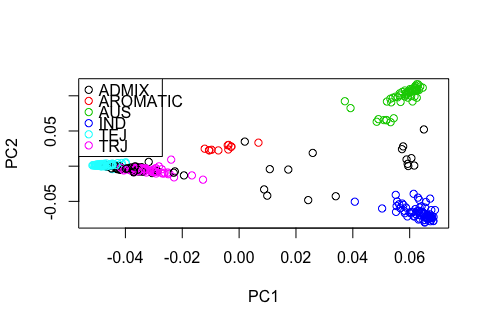 ADMIX
AROMATIC
AUS
IND
TEJ
TRJ
PC2
0.05
-0.05
-0.04
-0.02
0.00
0.02
0.04
0.06
PC1